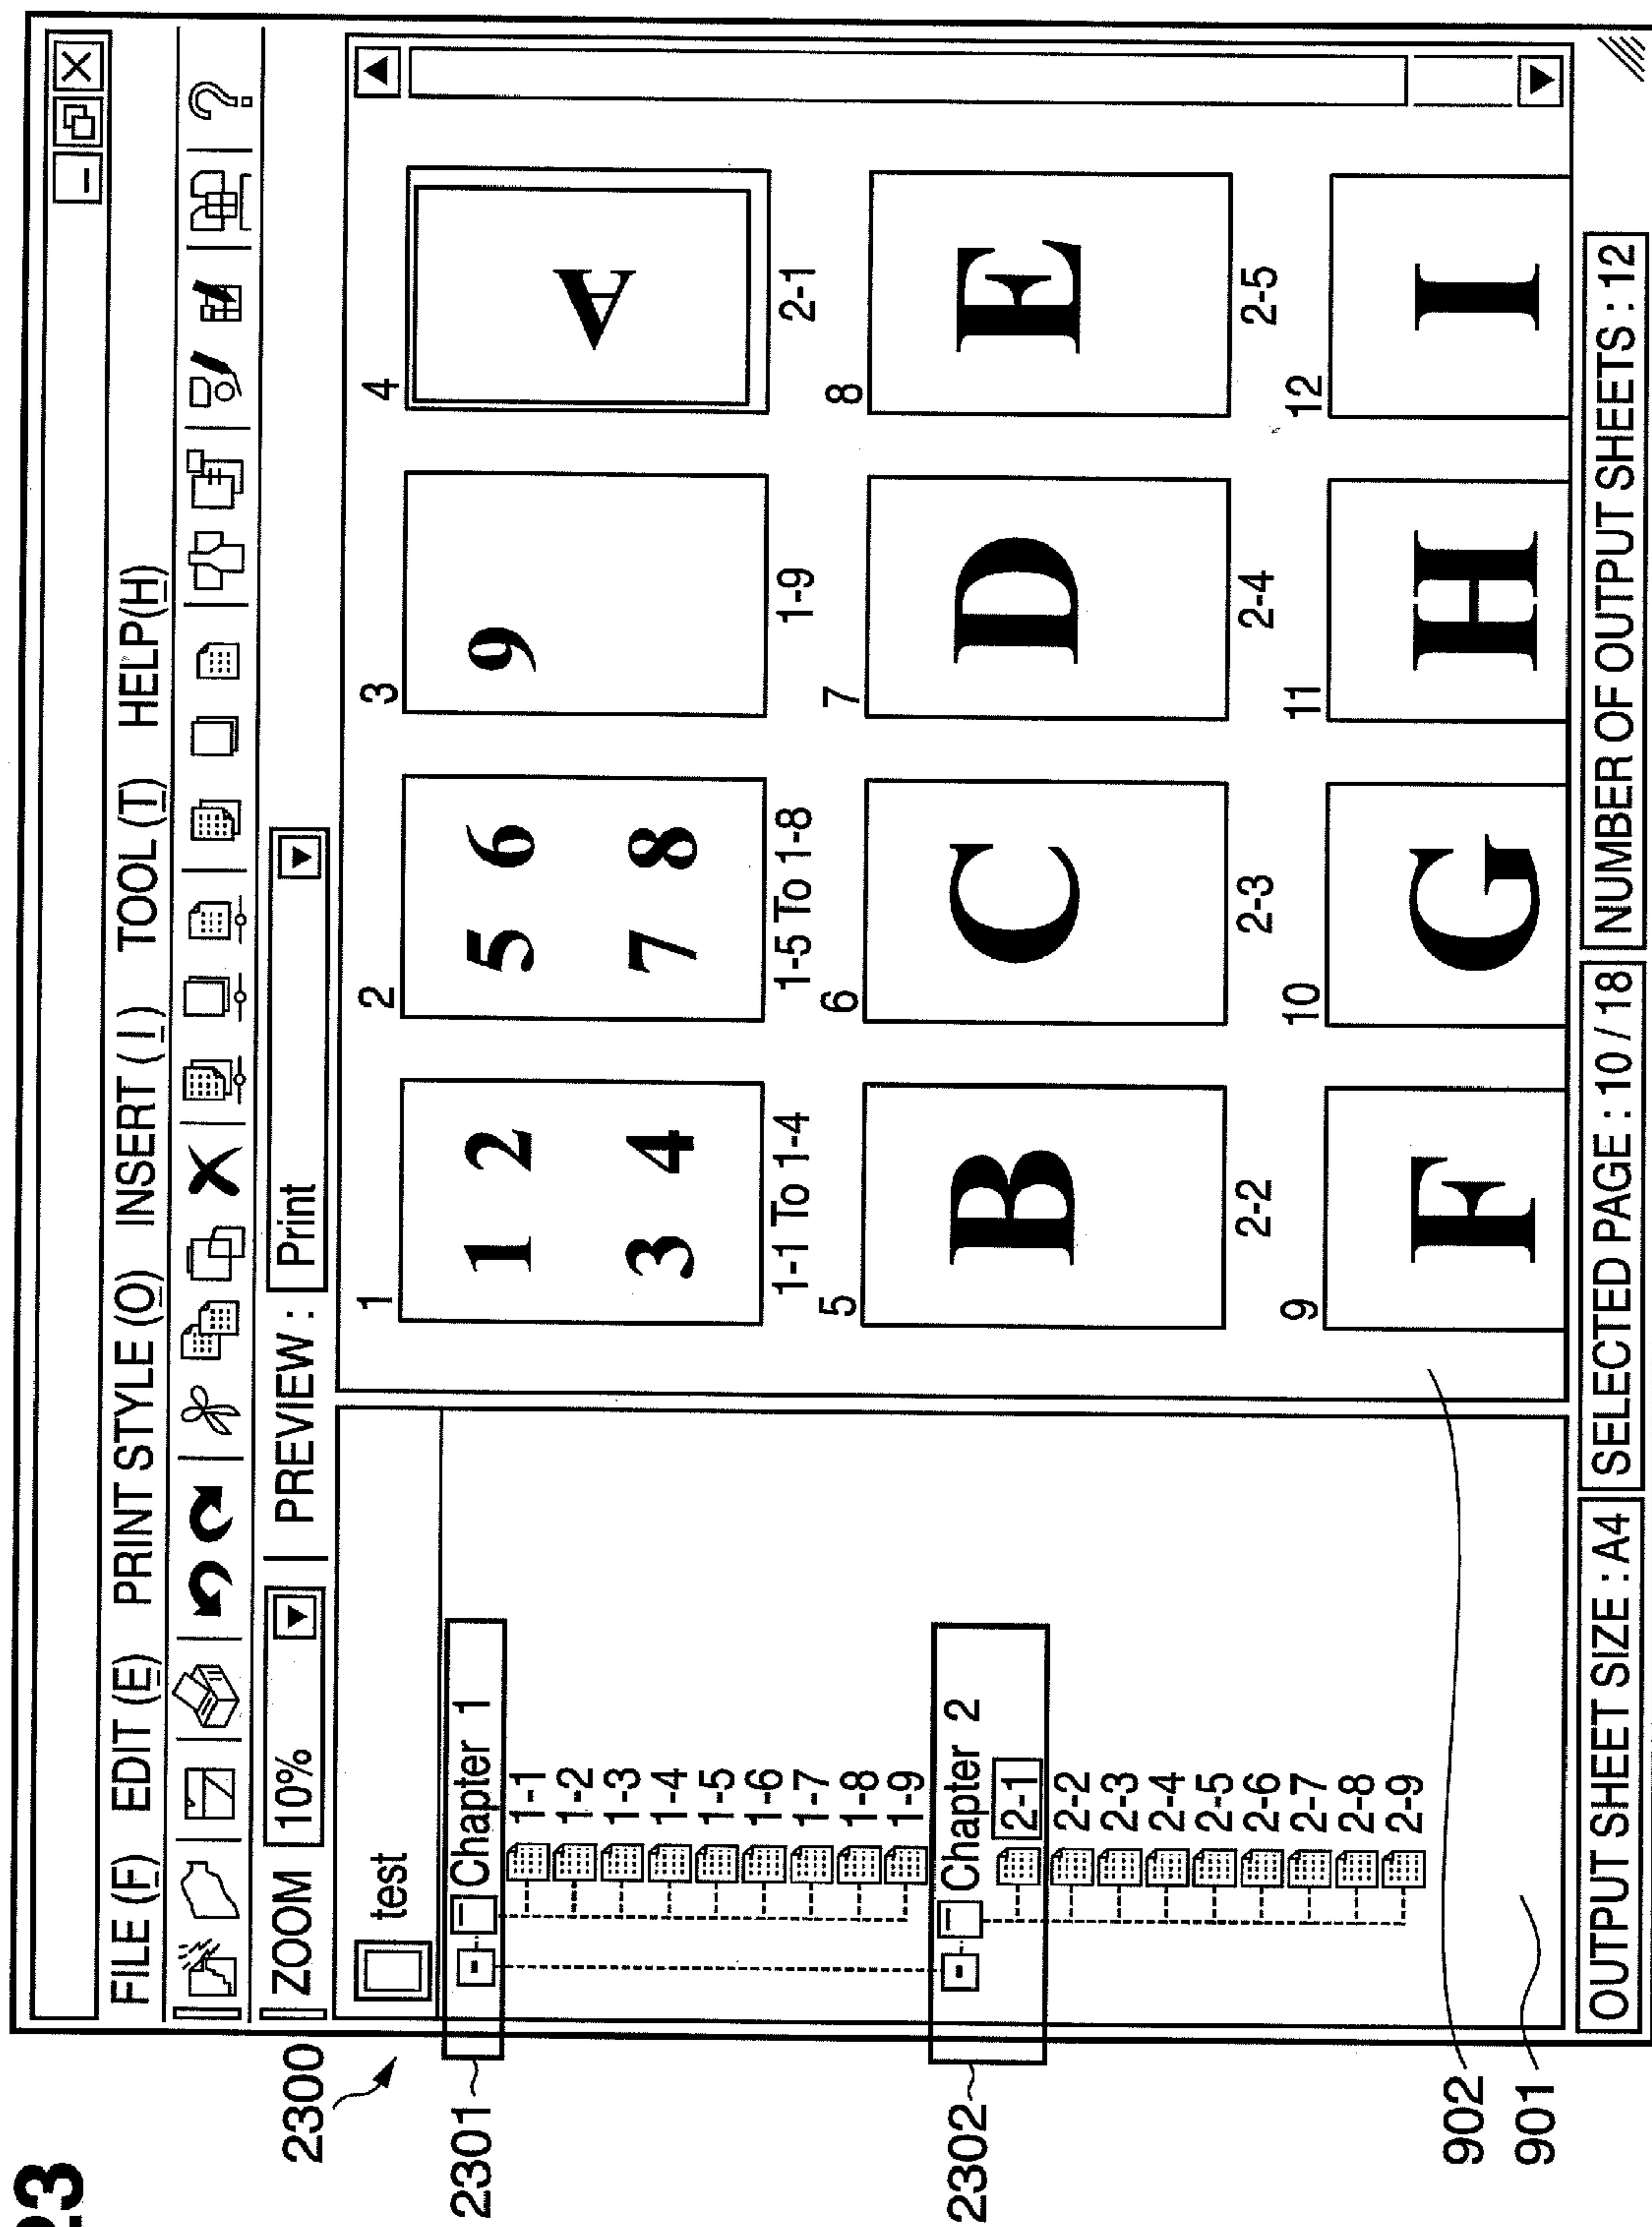 23
2300
FILE (F) EDIT (E) PRINT STYLE (O) INSERT (I) TOOL (T) HELP(H)
?
ZOOM 10% PREVIEW : Print
test
2301
Chapter 1
1-1
1-2
1-3
1-4
1-5
1-6
1-7
1-8
1-9
2302
Chapter 2
2-1
2-2
2-3
2-4
2-5
2-6
2-7
2-8
2-9
902
901
1 2 3 4
1 2 5 6 9 A
3 4 7 8
1-1 To 1-4 1-5 To 1-8 1-9 2-1
5 6 7 8
B C D E
2-2 2-3 2-4 2-5
9 10 11 12
F G H I
OUTPUT SHEET SIZE : A4 SELECTED PAGE : 10 / 18 NUMBER OF OUTPUT SHEETS : 12